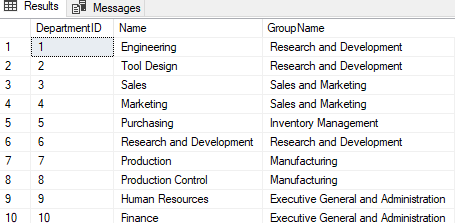 Results Messages
DepartmentID Name GroupName
1 1 Engineering Research and Development
2 2 Tool Design Research and Development
3 3 Sales Sales and Marketing
4 4 Marketing Sales and Marketing
5 5 Purchasing Inventory Management
6 6 Research and Development Research and Development
7 7 Production Manufacturing
8 8 Production Control Manufacturing
9 9 Human Resources Executive General and Administration
10 10 Finance Executive General and Administration